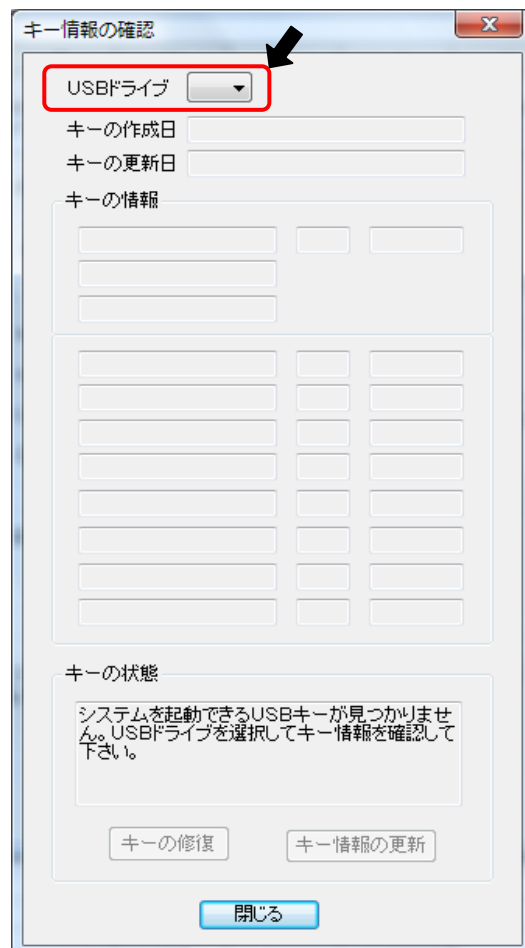 キー情報の確認
USBドライブ
キーの作成日
キーの更新日
キーの情報
キーの状態
システムを起動できるUSBキーが見つかりませ
ん。USBドライブを選択してキー情報を確認して
下さい。
キーの修復 キー情報の更新
閉じる